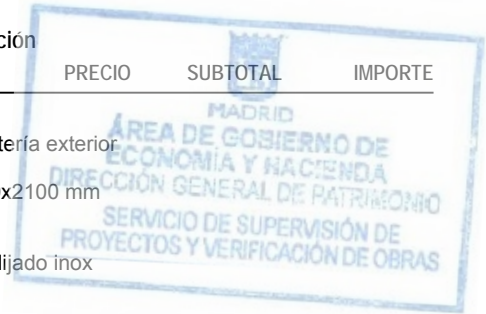 ción
PRECIO SUBTOTAL IMPORTE
MADRID
ÁREA DE GOBIERNO DE
ECONOMÍA Y HACIENDA
DIRECCIÓN GENERAL DE PATRIMONIO
SERVICIO DE SUPERVISIÓN DE
PROYECTOS Y VERIFICACIÓN DE OBRAS
tería exterior
x2100 mm
lijado inox